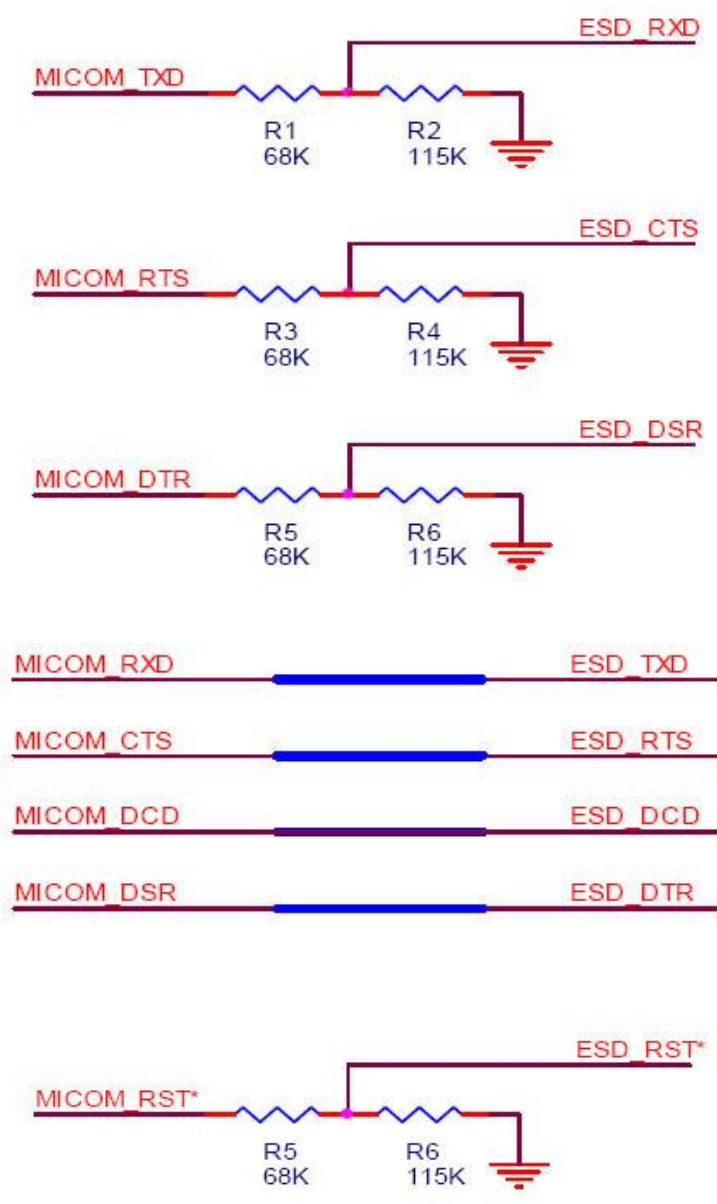 ESD_RXD
MICOM_TXD
R1 R2
68K 115K
ESD_CTS
MICOM_RTS
R3 R4
68K 115K
ESD_DSR
MICOM_DTR
R5 R6
68K 115K
MICOM_RXD ESD_TXD
MICOM_CTS ESD_RTS
MICOM_DCD ESD_DCD
MICOM_DSR ESD_DTR
ESD_RST*
MICOM_RST*
R5 R6
68K 115K